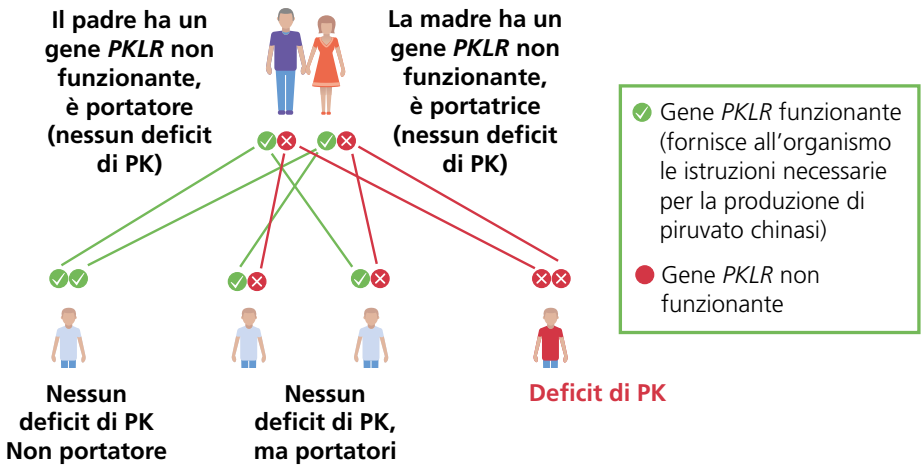 Il padre ha un
gene PKLR non
funzionante,
è portatore
(nessun deficit
di PK)
La madre ha un
gene PKLR non
funzionante,
è portatrice
(nessun deficit
di PK)
Gene PKLR funzionante
(fornisce all’organismo
le istruzioni necessarie
per la produzione di
piruvato chinasi)
Gene PKLR non
funzionante
Nessun
deficit di PK
Non portatore
Nessun
deficit di PK,
ma portatori
Deficit di PK